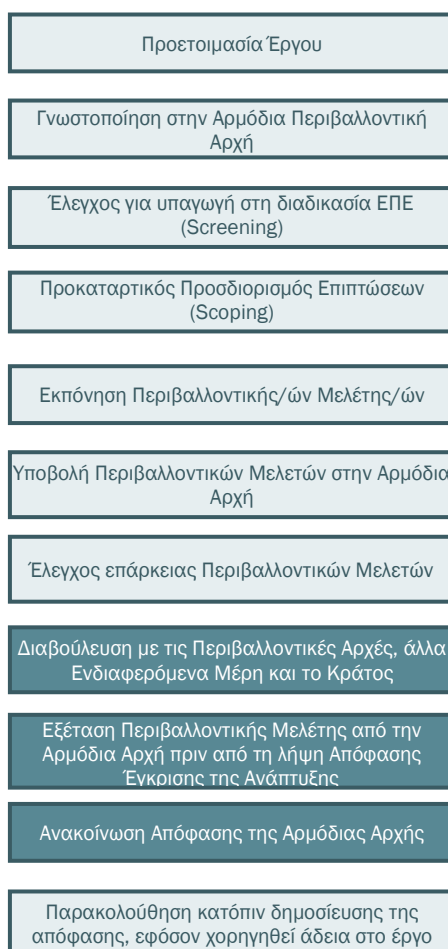 Προετοιμασία Έργου
Γνωστοποίηση στην Αρμόδια Περιβαλλοντική
Αρχή
Έλεγχος για υπαγωγή στη διαδικασία ΕΠΕ
(Screening)
Προκαταρτικός Προσδιορισμός Επιπτώσεων
(Scoping)
Εκπόνηση Περιβαλλοντικής/ών Μελέτης/ών
Υποβολή Περιβαλλοντικών Μελετών στην Αρμόδια
Αρχή
Έλεγχος επάρκειας Περιβαλλοντικών Μελετών
Διαβούλευση με τις Περιβαλλοντικές Αρχές, άλλα
Ενδιαφερόμενα Μέρη και το Κράτος
Εξέταση Περιβαλλοντικής Μελέτης από την
Αρμόδια Αρχή πριν από τη λήψη Απόφασης
Έγκρισης της Ανάπτυξης
Ανακοίνωση Απόφασης της Αρμόδιας Αρχής
Παρακολούθηση κατόπιν δημοσίευσης της
απόφασης, εφόσον χορηγηθεί άδεια στο έργο